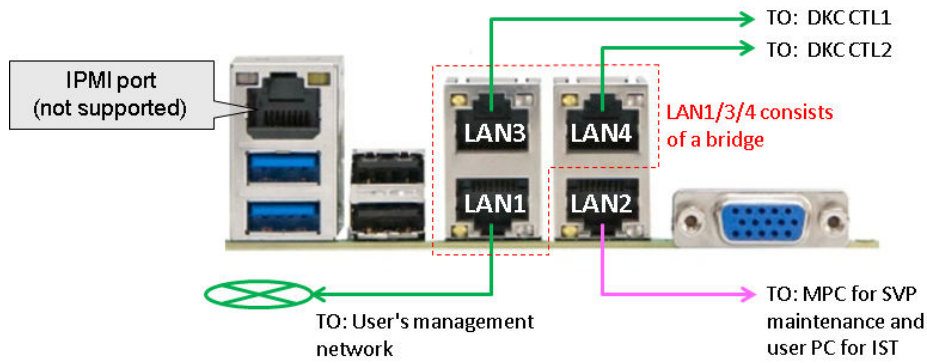 TO: DKC CTL1
TO: DKC CTL2
IPMI port
(not supported)
LAN3
LAN4
LAN1/3/4 consists
of a bridge
LAN1
LAN2
TO: User's management
network
TO: MPC for SVP
maintenance and
user PC for IST